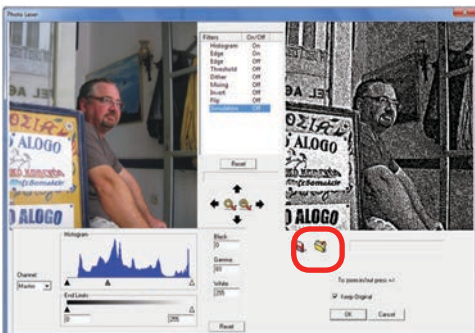 Photo Laser
Filters On/Off
Histogram On
Edge On
Edge Off
Threshold Off
Dither Off
Mixing Off
Invert Off
Flip Off
Simulation Off
Reset
ALOGO
ALOGO
Histogram
Channel
Master
End Limits
0
255
Black
0
Gamma
White
255
Reset
To zoom in/out press +/-
Keep Original
OK Cancel